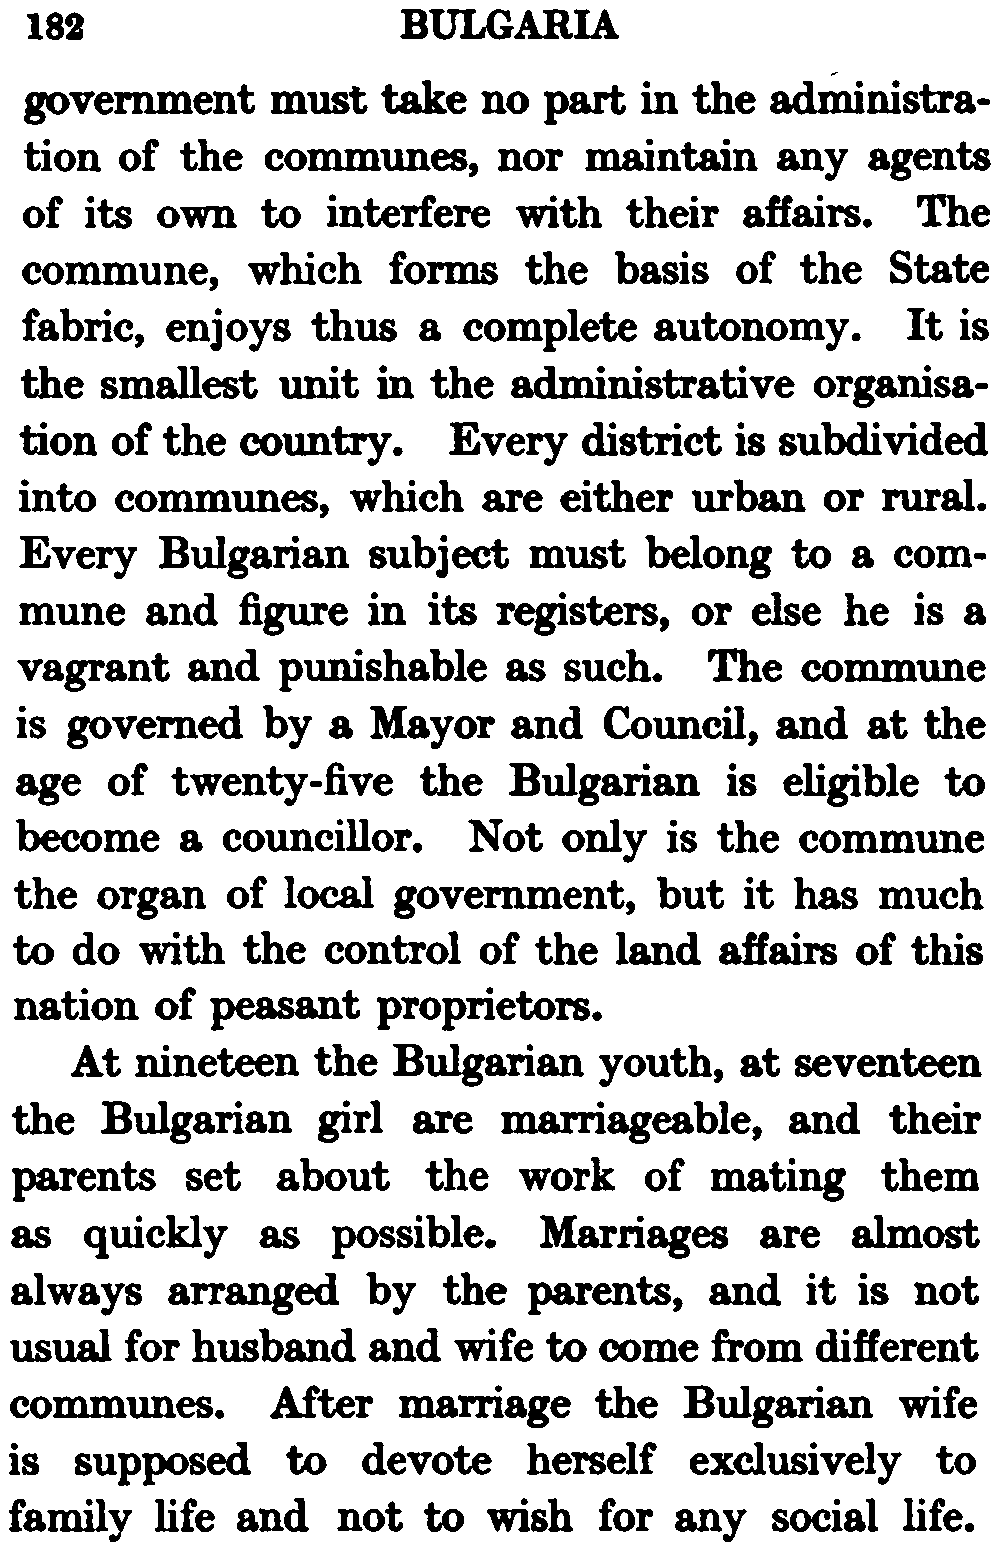 182 BULGARIA
government must take no part in the administra-
tion of the communes, nor maintain any agents
of its own to interfere with their affairs. The
commune, which forms the basis of the State
fabric, enjoys thus a complete autonomy. It is
the smallest unit in the administrative organisa-
tion of the country. Every district is subdivided
into communes, which are either urban or rural.
Every Bulgarian subject must belong to a com-
mune and figure in its registers, or else he is a
vagrant and punishable as such. The commune
is governed by a Mayor and Council, and at the
age of twenty-five the Bulgarian is eligible to
become a councillor. Not only is the commune
the organ of local government, but it has much
to do with the control of the land affairs of this
nation of peasant proprietors.
At nineteen the Bulgarian youth, at seventeen
the Bulgarian girl are marriageable, and their
parents set about the work of mating them
as quickly as possible. Marriages are almost
always arranged by the parents, and it is not
usual for husband and wife to come from different
communes. After marriage the Bulgarian wife
is supposed to devote herself exclusively to
family life and not to wish for any social life.